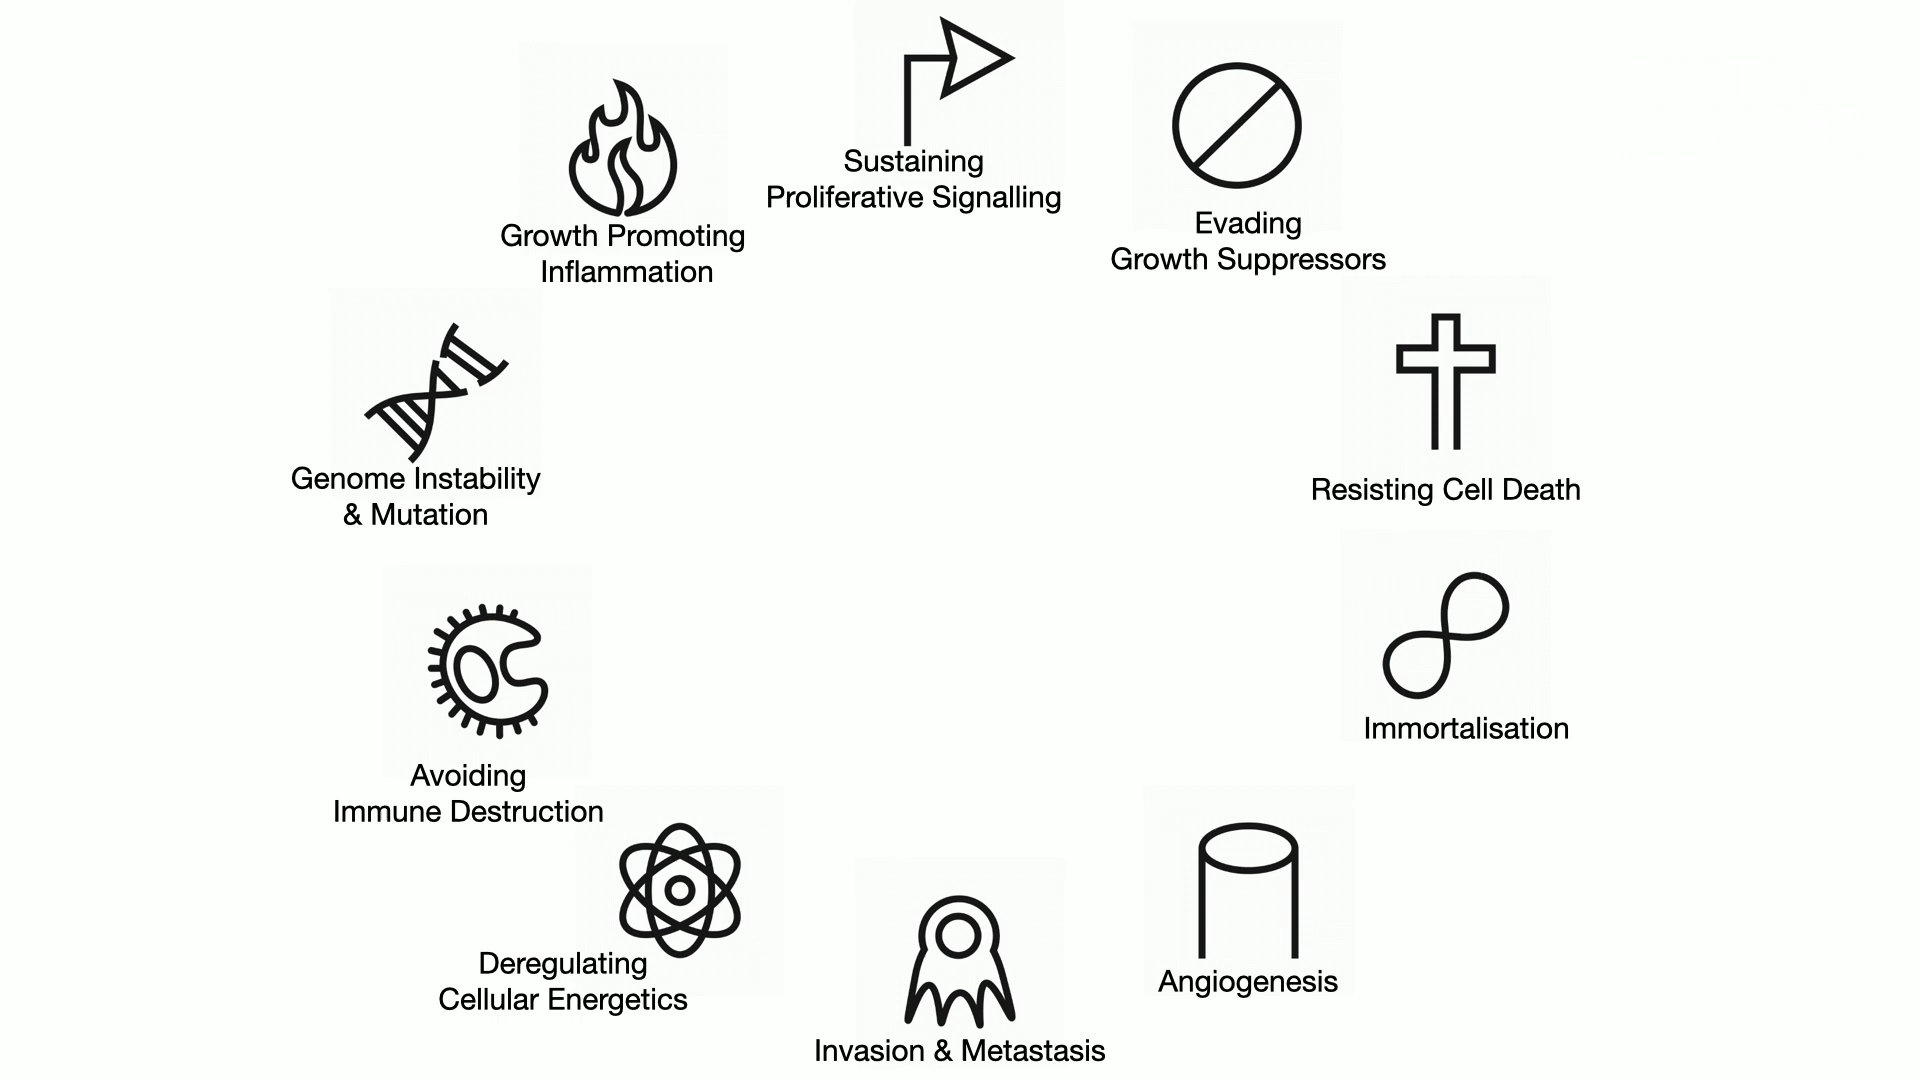 Sustaining
Proliferative Signalling
Evading
Growth Suppressors
Growth Promoting
Inflammation
Resisting Cell Death
Genome Instability
& Mutation
Immortalisation
Avoiding
Immune Destruction
Deregulating
Cellular Energetics
Angiogenesis
Invasion & Metastasis